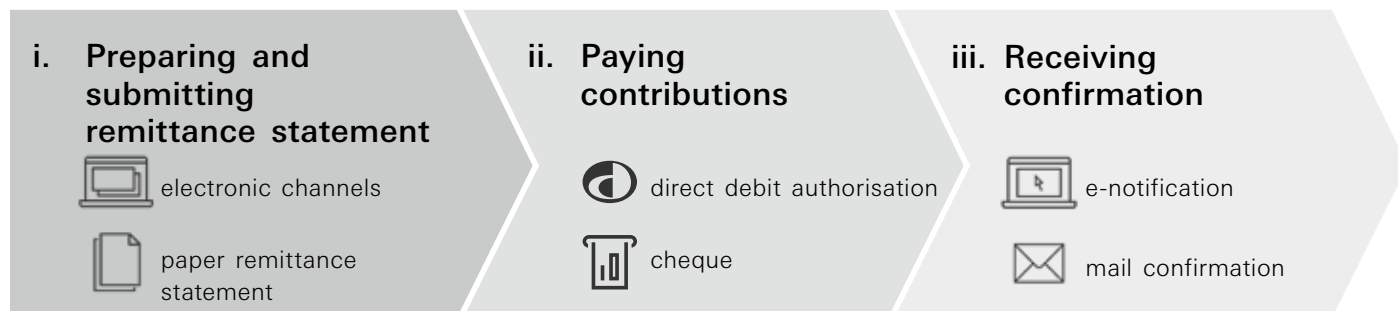 i. Preparing and
submitting
remittance statement
electronic channels
paper remittance
statement
ii. Paying
contributions
direct debit authorisation
cheque
iii. Receiving
confirmation
e-notification
mail confirmation